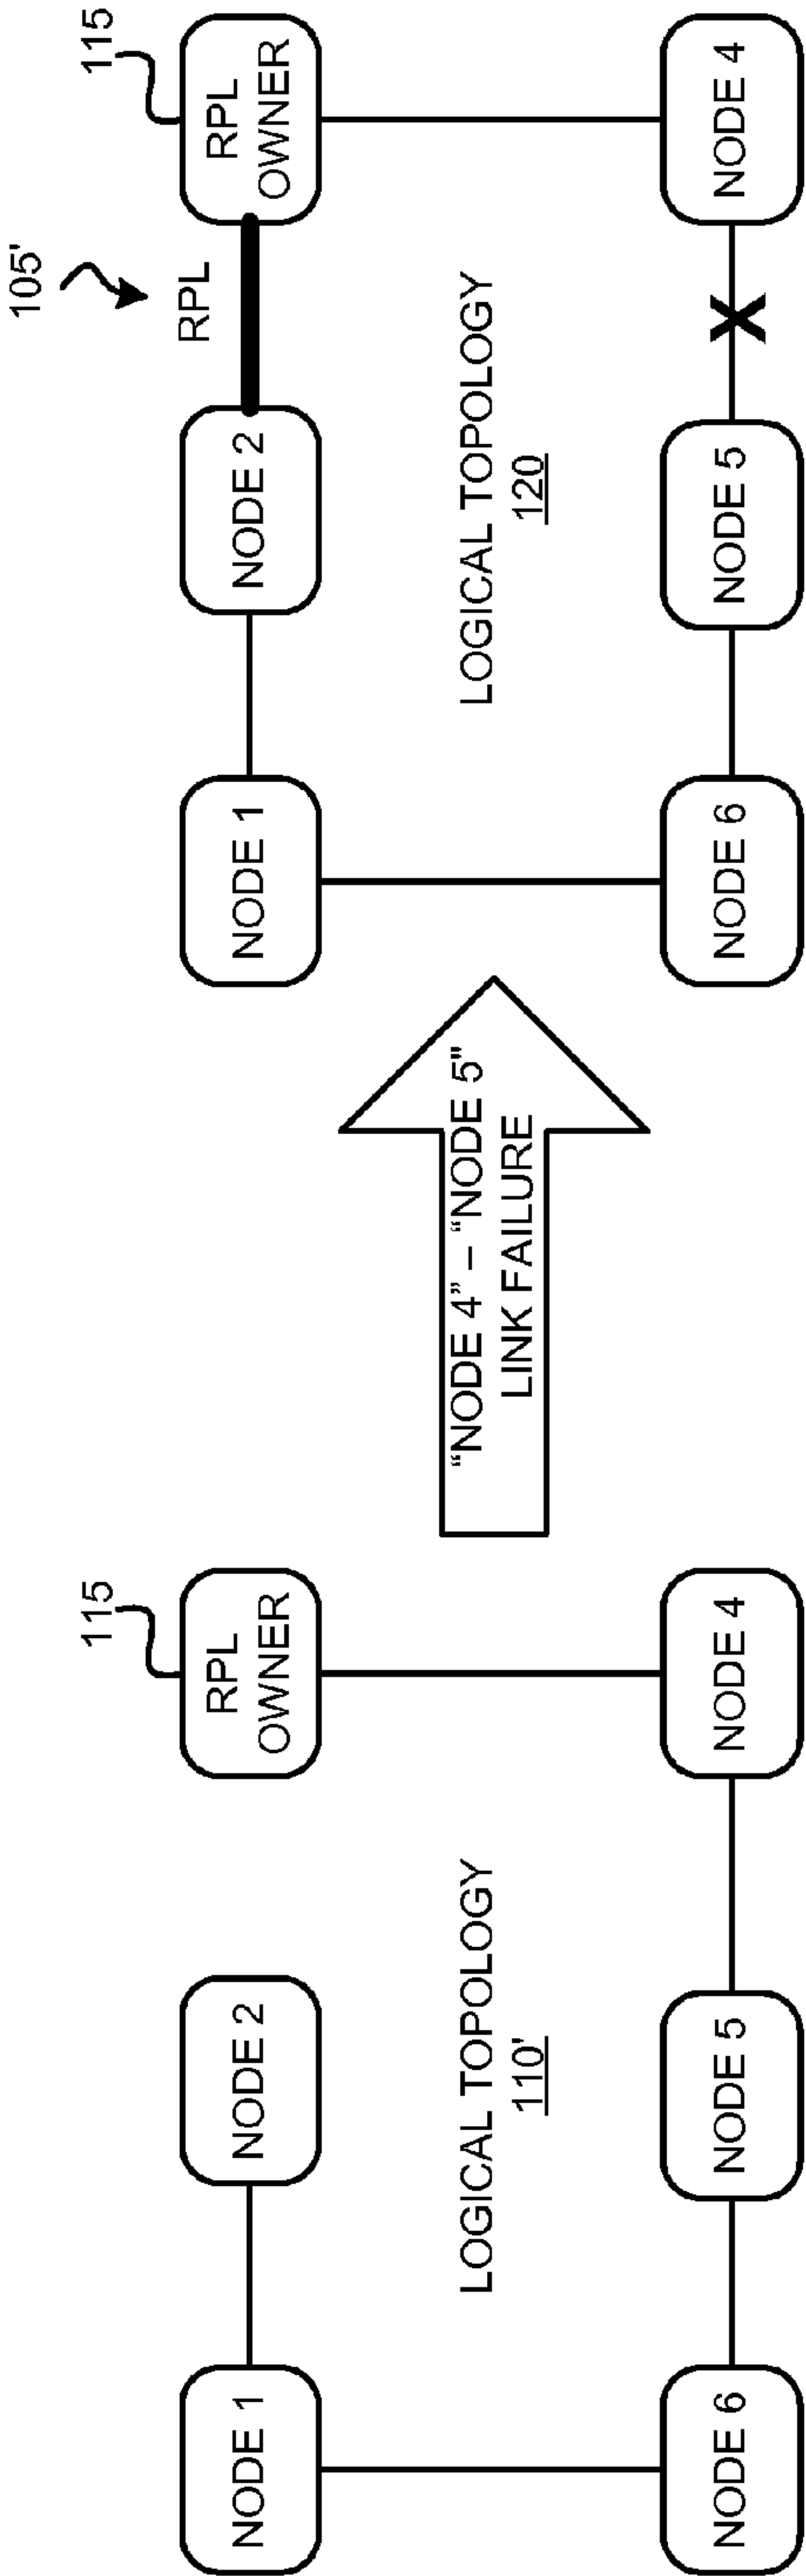 115
RPL
OWNER
NODE 1
NODE 2
LOGICAL TOPOLOGY
110'
NODE 6
NODE 5
NODE 4
“NODE 4” – “NODE 5"
LINK FAILURE
105'
115
RPL
NODE 1
NODE 2
RPL
OWNER
LOGICAL TOPOLOGY
120
NODE 6
NODE 5
X
NODE 4